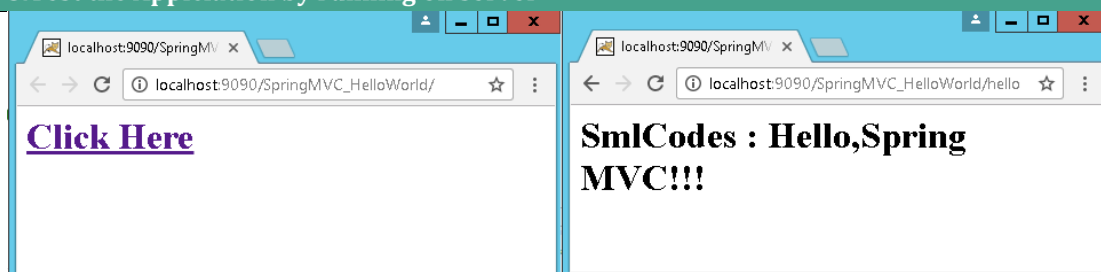 localhost:9090/SpringMV
localhost:9090/SpringMVC_HelloWorld/
Click Here
localhost:9090/SpringMV
localhost:9090/SpringMVC_HelloWorld/hello
SmlCodes : Hello,Spring
MVC!!!